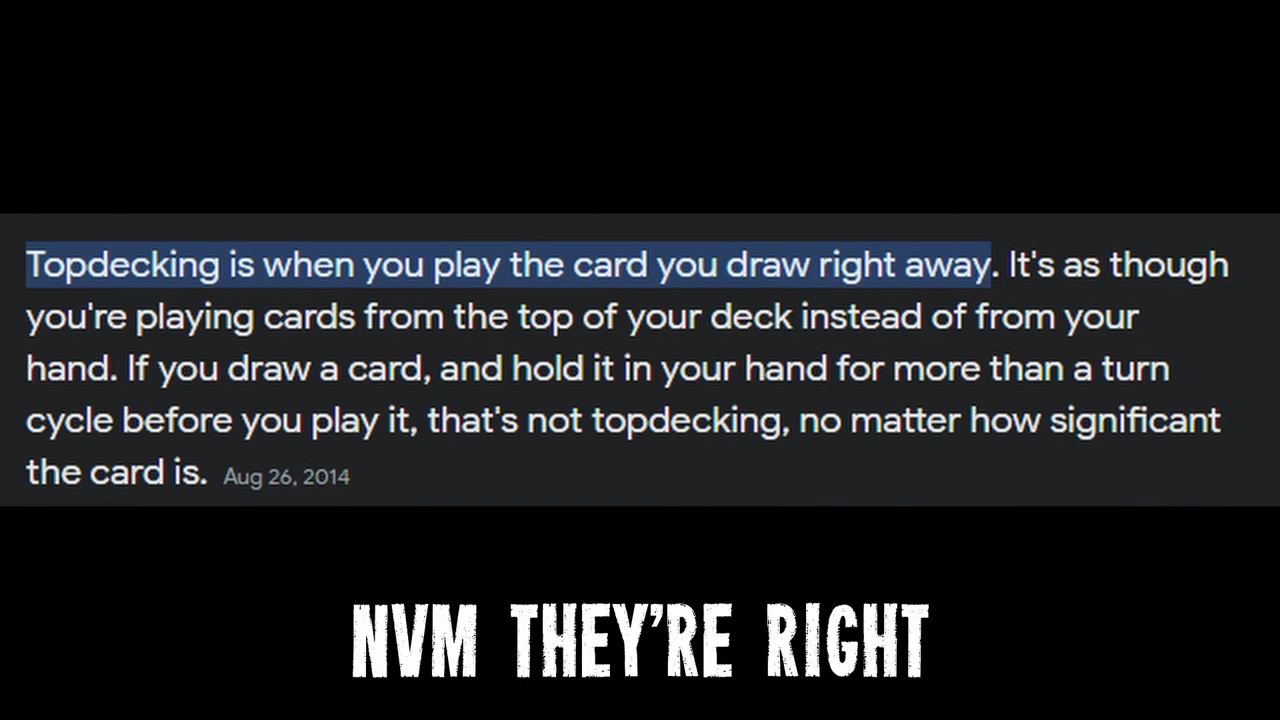 Topdecking is when you play the card you draw right away. It's as though
you're playing cards from the top of your deck instead of from your
hand. If you draw a card, and hold it in your hand for more than a turn
cycle before you play it, that's not topdecking, no matter how significant
the card is. Aug 26, 2014
NVM THEY'RE RIGHT